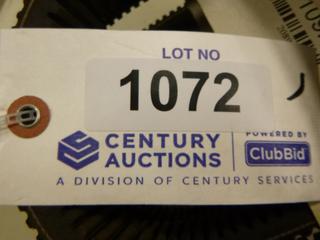 LOT NO
1072
CENTURY AUCTIONS
POWERED BY
ClubBid
A DIVISION OF CENTURY SERVICES